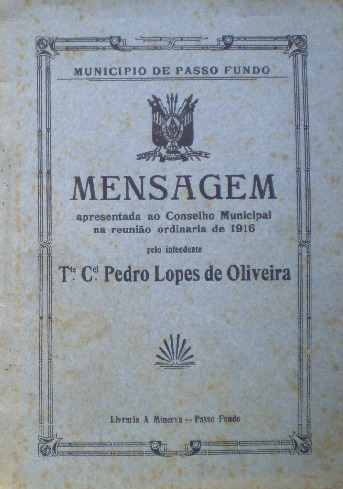 MUNICIPIO DE PASSO FUNDO
MENSAGEM
apresentada ao Conselho Municipal
na reunião ordinaria de 1916
pelo intendente
Tte. Cel. Pedro Lopes de Oliveira
Livraria A Minerva -- Passo Fundo